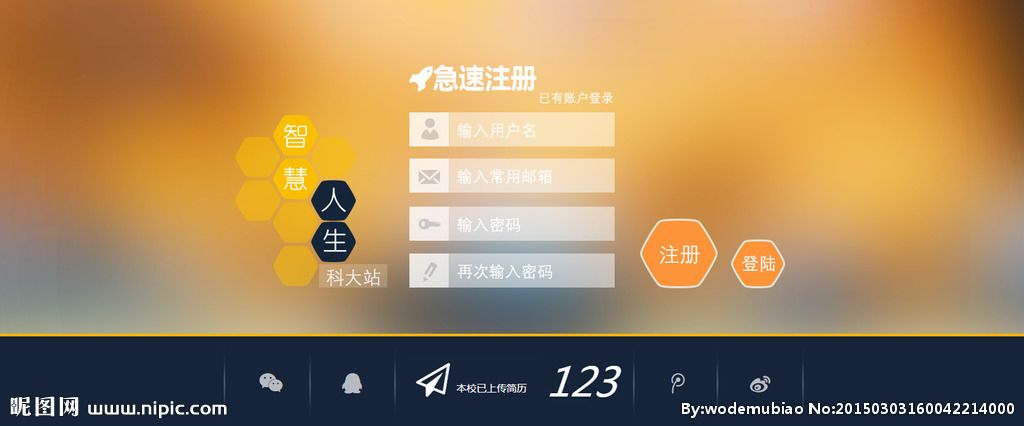 急速注册
已有账户登录
智
慧
人
生
科大站
输入用户名
输入常用邮箱
输入密码
再次输入密码
注册
登陆
本校已上传简历
123
昵图网 www.nipic.com
By:wodemubiao No:20150303160042214000